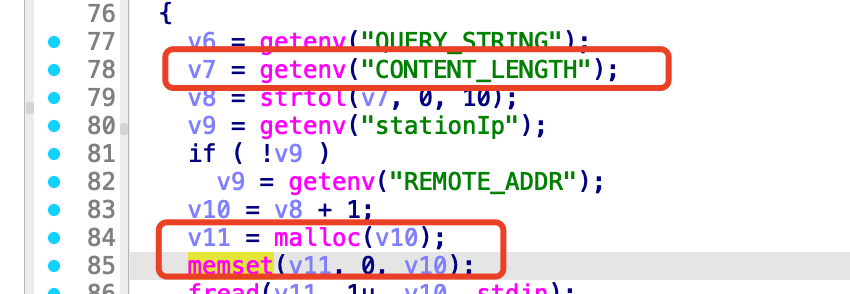 76 {
77 v6 = getenv("QUERY_STRING");
78 v7 = getenv("CONTENT_LENGTH");
79 v8 = strtol(v7, 0, 10);
80 v9 = getenv("stationIp");
81 if ( !v9 )
82 v9 = getenv("REMOTE_ADDR");
83 v10 = v8 + 1;
84 v11 = malloc(v10);
85 memset(v11, 0, v10);
86 fread(v11, 1u, v10, stdin);